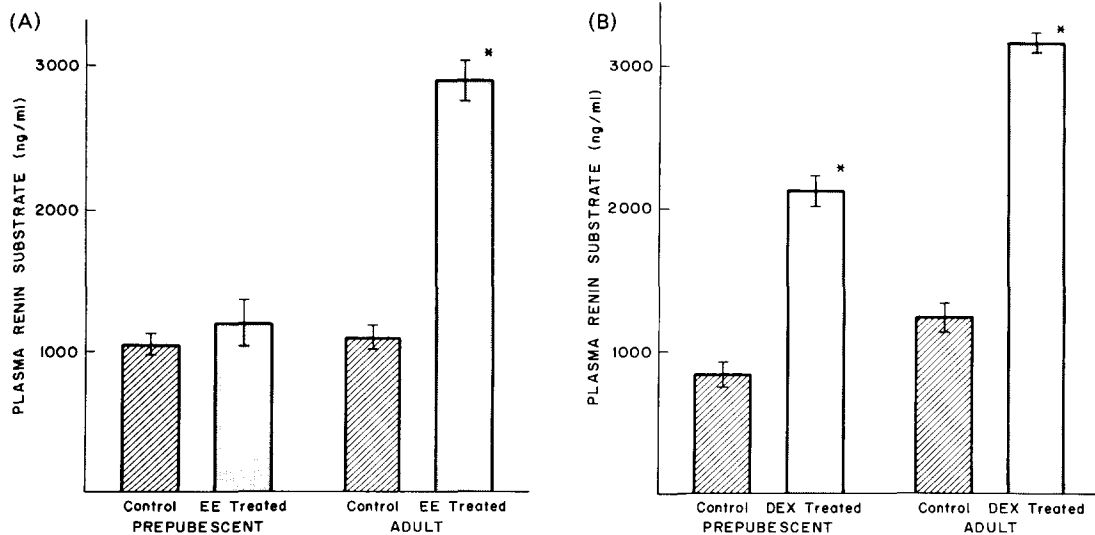 (A)
PLASMA RENIN SUBSTRATE (ng/ml)
3000
2000
1000
*
Control EE Treated Control EE Treated
PREPUBESCENT ADULT
(B)
PLASMA RENIN SUBSTRATE (ng/ml)
3000
2000
1000
*
*
Control DEX Treated Control DEX Treated
PREPUBESCENT ADULT